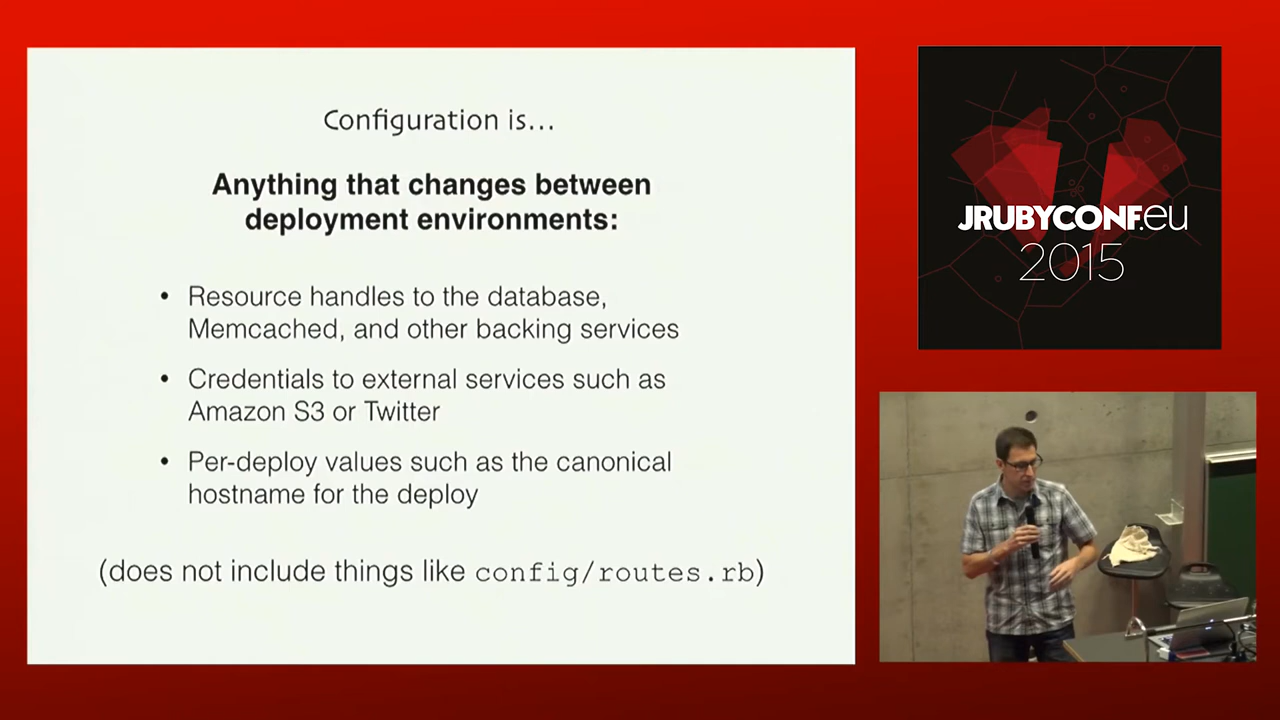 Configuration is...
Anything that changes between
deployment environments:
• Resource handles to the database,
Memcached, and other backing services
• Credentials to external services such as
Amazon S3 or Twitter
• Per-deploy values such as the canonical
hostname for the deploy
(does not include things like config/routes.rb)
JRUBYCONF.eu
2015